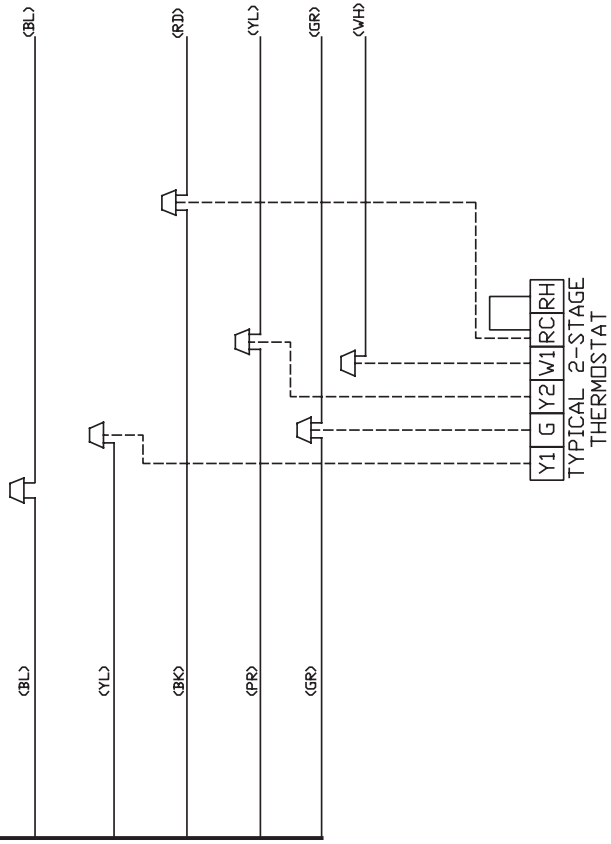 (BL)
(RD)
(YL)
(GR)
(WH)
(BL)
(YL)
(BK)
(PR)
(GR)
Y1 G Y2 W1 RC RH
TYPICAL 2-STAGE
THERMOSTAT